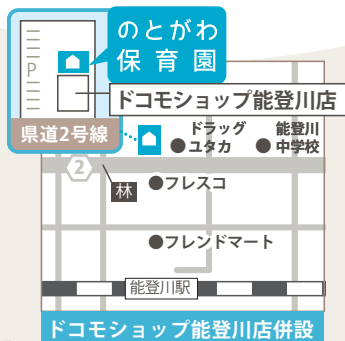 のとがわ
保育園
P
ドコモショップ能登川店
県道2号線
ドラッグ
ユタカ
能登川
中学校
2
林
フレスコ
フレンドマート
能登川駅
ドコモショップ能登川店併設